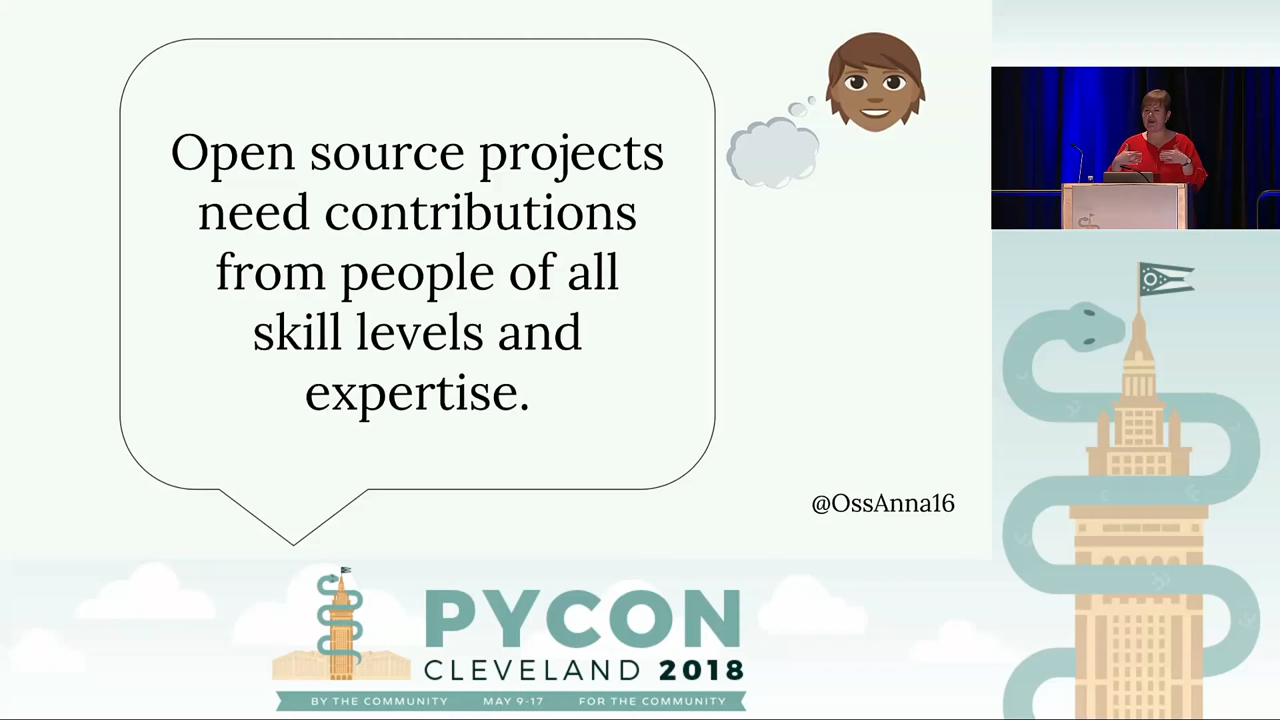 Open source projects
need contributions
from people of all
skill levels and
expertise.
@OssAnna16
PYCON
CLEVELAND 2018
BY THE COMMUNITY MAY 9-17 FOR THE COMMUNITY